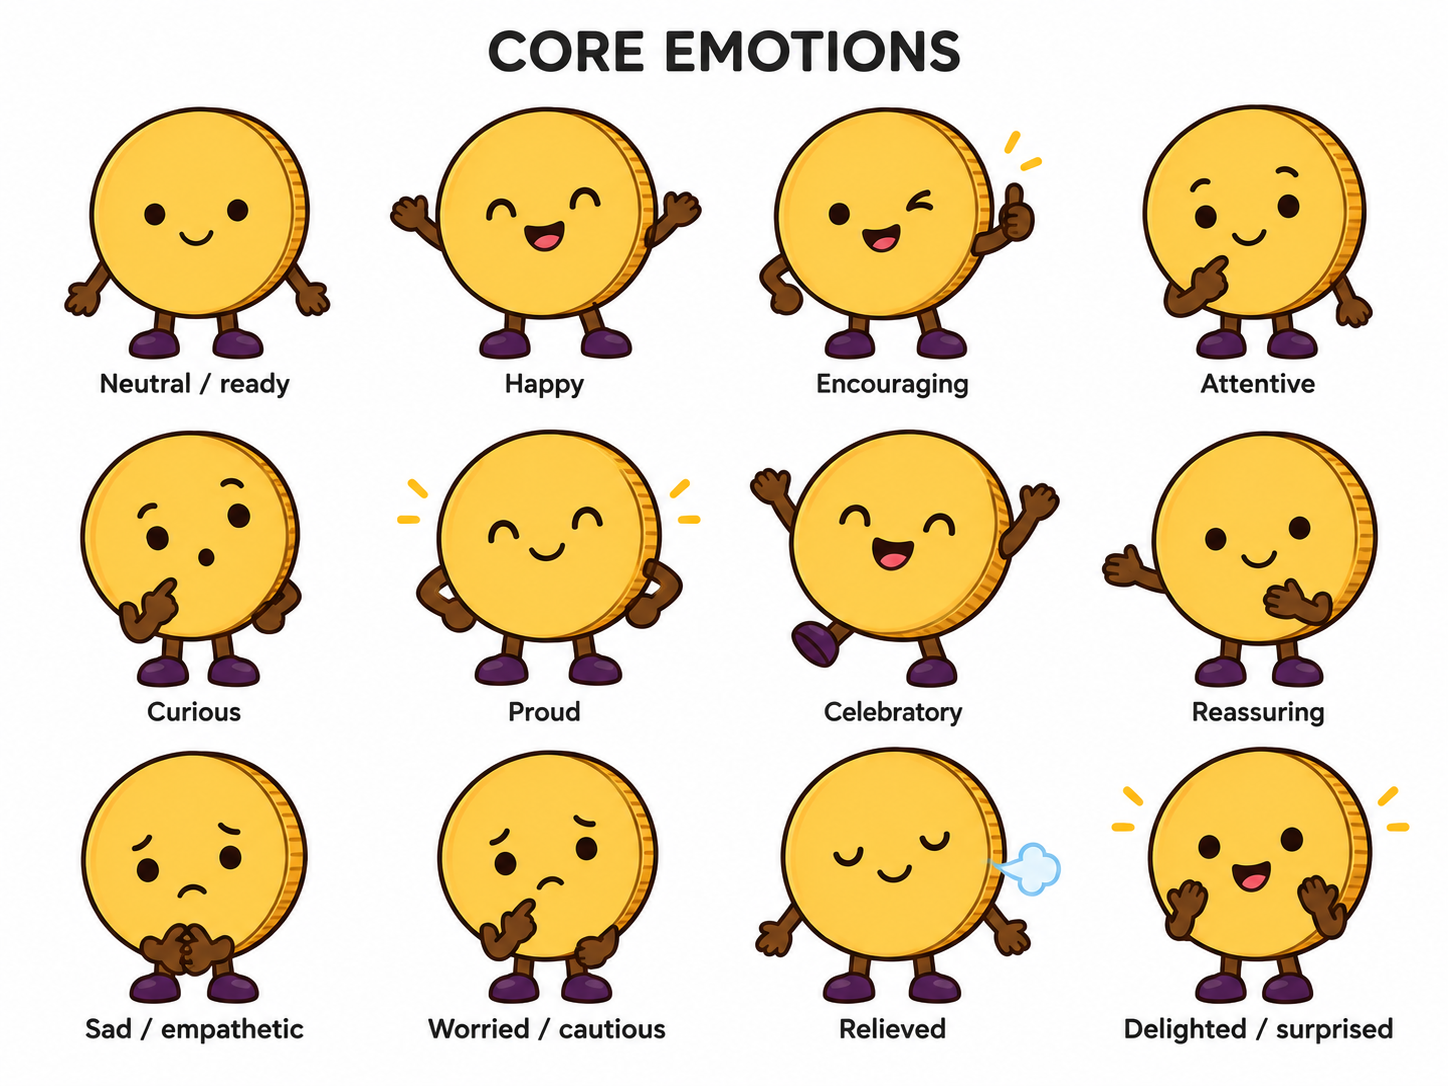 CORE EMOTIONS
Neutral / ready
Happy
Encouraging
Attentive
Curious
Proud
Celebratory
Reassuring
Sad / empathetic
Worried / cautious
Relieved
Delighted / surprised